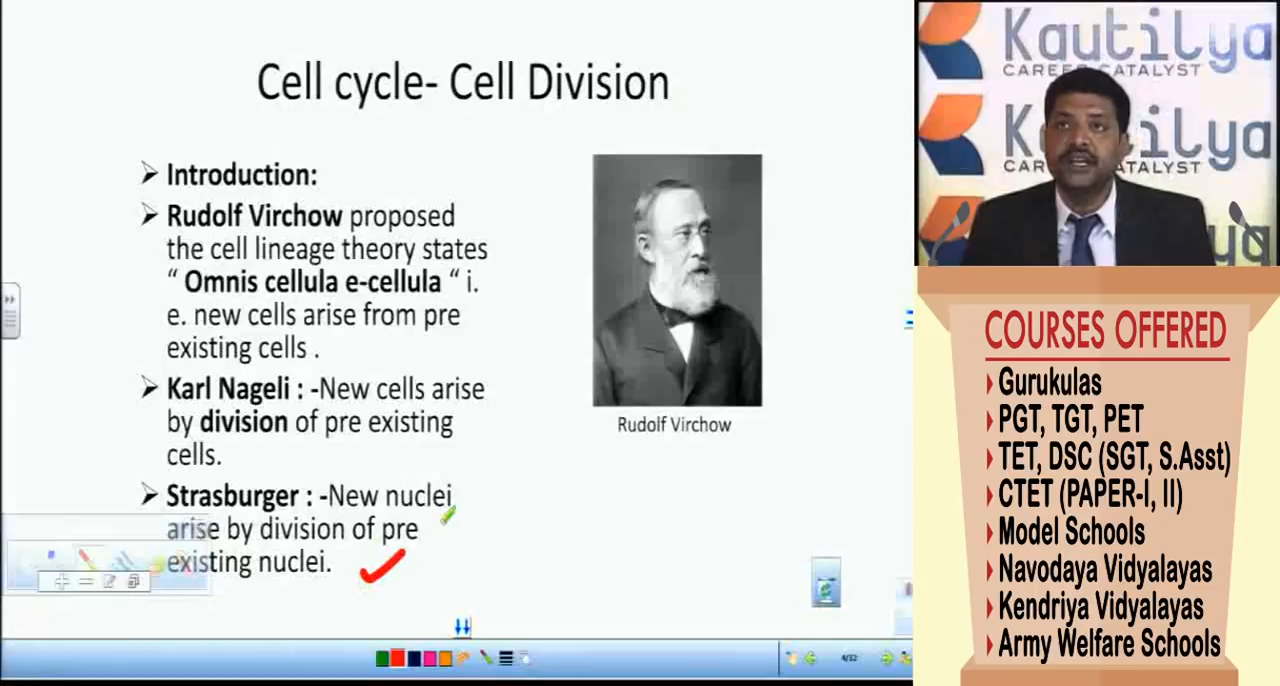 Cell cycle- Cell Division
Introduction:
Rudolf Virchow proposed
the cell lineage theory states
“ Omnis cellula e-cellula “ i.
e. new cells arise from pre
existing cells .
Karl Nageli : -New cells arise
by division of pre existing
cells.
Strasburger : -New nuclei
arise by division of pre
existing nuclei.
Rudolf Virchow
4/32
Kautilya
CAREER CATALYST
COURSES OFFERED
Gurukulas
PGT, TGT, PET
TET, DSC (SGT, S.Asst)
CTET (PAPER-I, II)
Model Schools
Navodaya Vidyalayas
Kendriya Vidyalayas
Army Welfare Schools